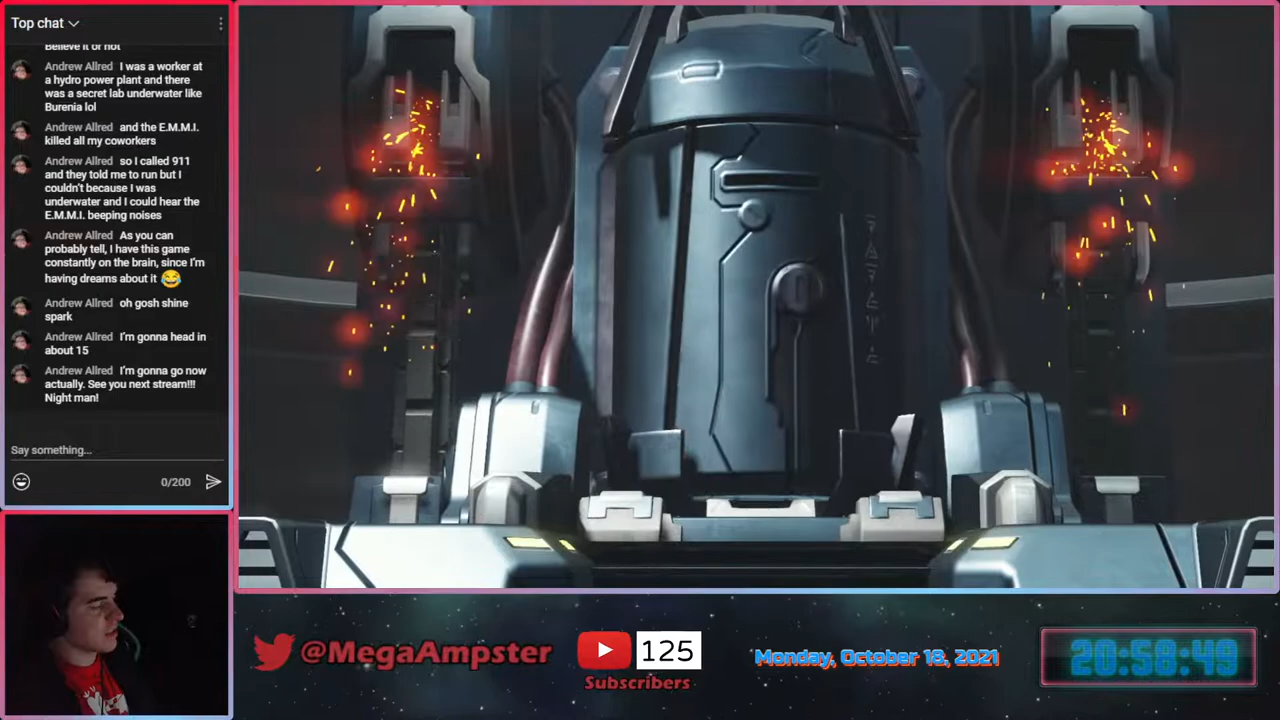 Top chat
Believe it or not
Andrew Allred I was a worker at
a hydro power plant and there
was a secret lab underwater like
Burenia lol
Andrew Allred and the E.M.M.I.
killed all my coworkers
Andrew Allred so I called 911
and they told me to run but I
couldn't because I was
underwater and I could hear the
E.M.M.I. beeping noises
Andrew Allred As you can
probably tell, I have this game
constantly on the brain, since I'm
having dreams about it 😂
Andrew Allred oh gosh shine
spark
Andrew Allred I'm gonna head in
about 15
Andrew Allred I'm gonna go now
actually. See you next stream!!!
Night man!
Say something...
0/200
@MegaAmpster
125
Subscribers
Monday, October 18, 2021
20:58:49